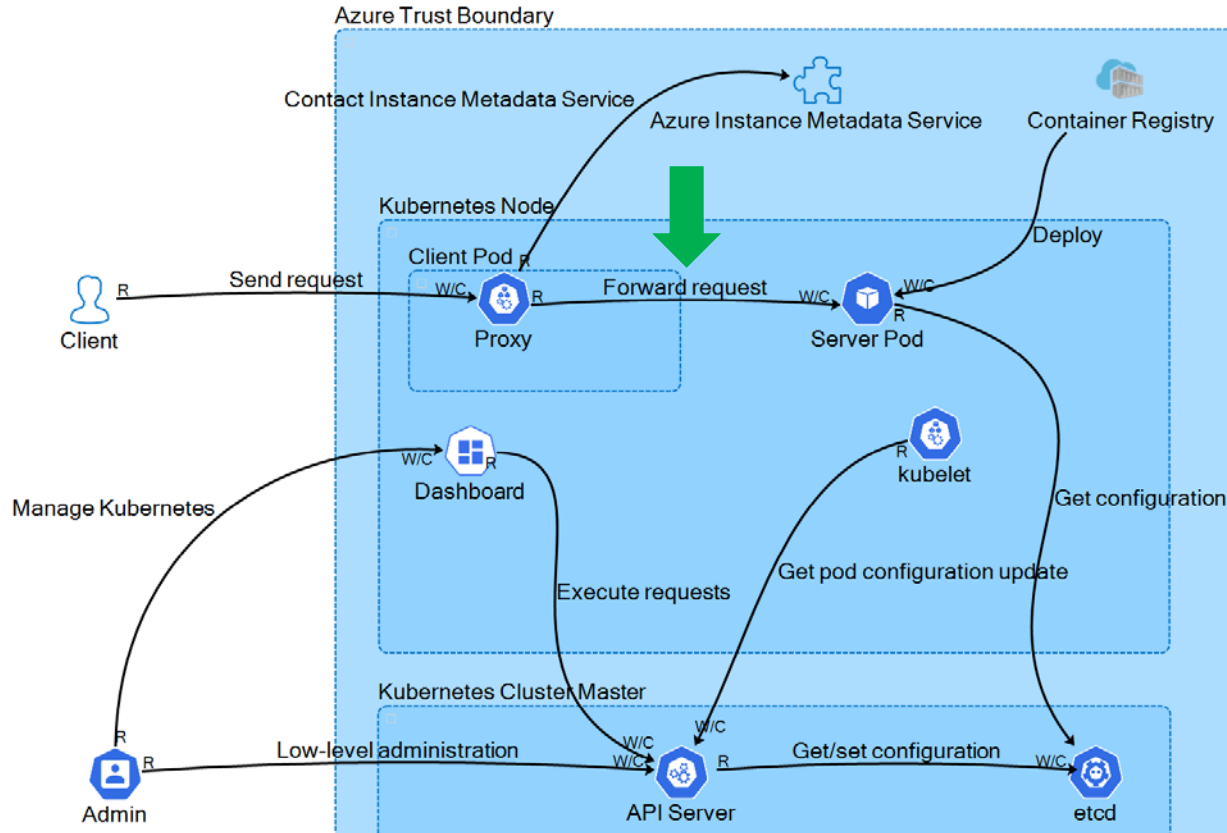 Azure Trust Boundary
Contact Instance Metadata Service
Azure Instance Metadata Service
Container Registry
Kubernetes Node
Deploy
Client Pod
R
Send request
R
W/C
R
Forward request
W/C
W/C
R
Client
Proxy
Server Pod
Manage Kubernetes
W/C
R
Dashboard
R
kubelet
Get configuration
Execute requests
Get pod configuration update
Kubernetes Cluster Master
R
R
Low-level administration
W/C
W/C
W/C
R
Get/set configuration
W/C
Admin
API Server
etcd